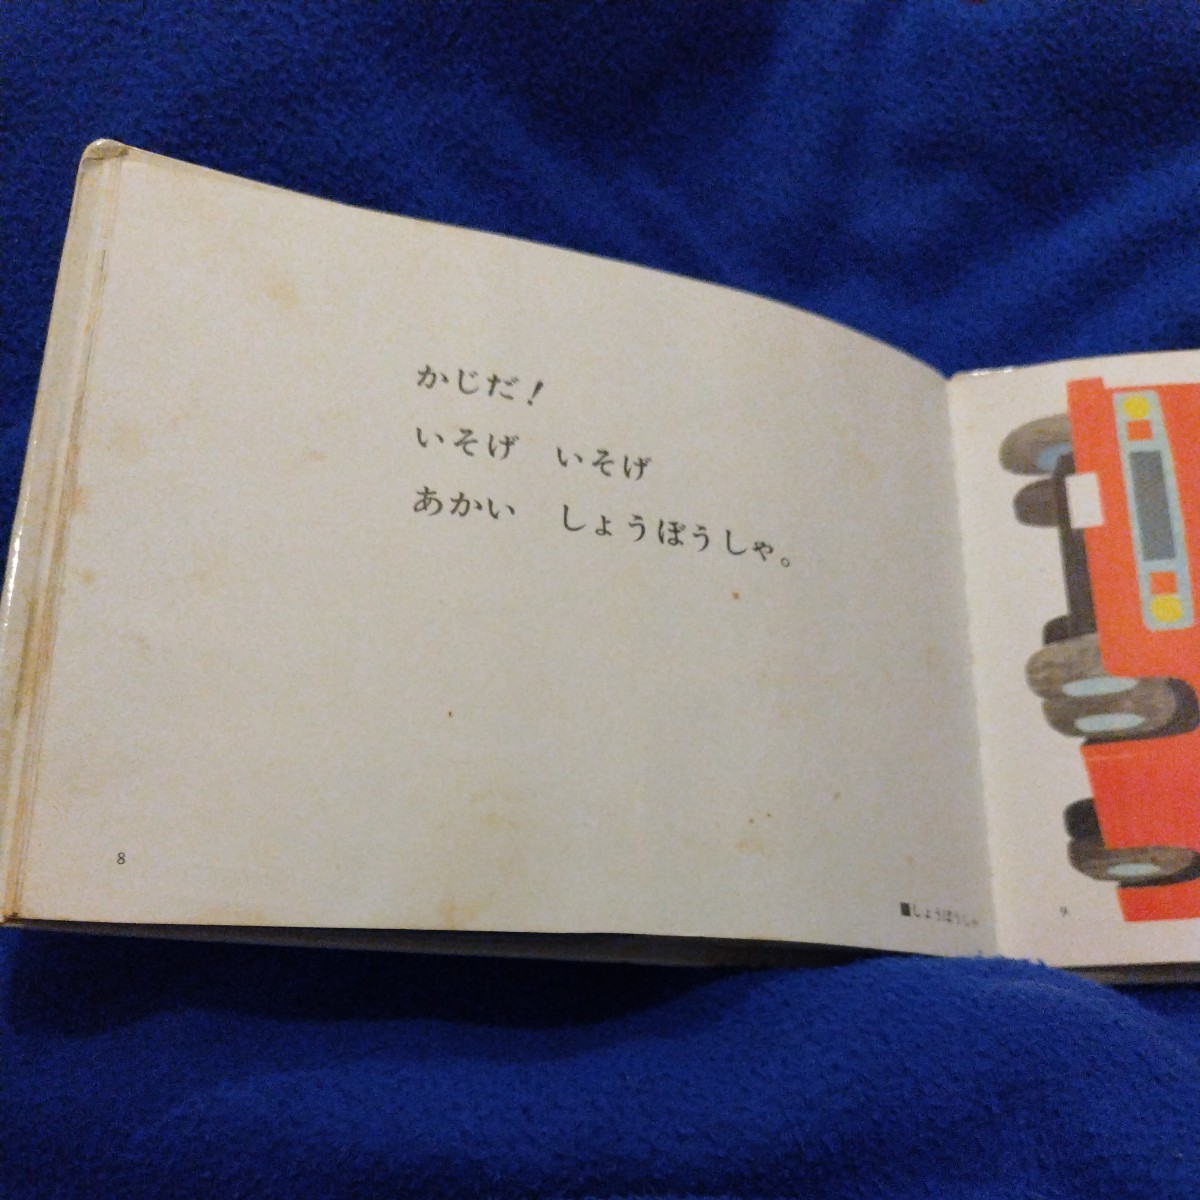 かじだ！
いそげ　いそげ
あかい　しょうぼうしゃ。
8
■しょうぼうしゃ
9